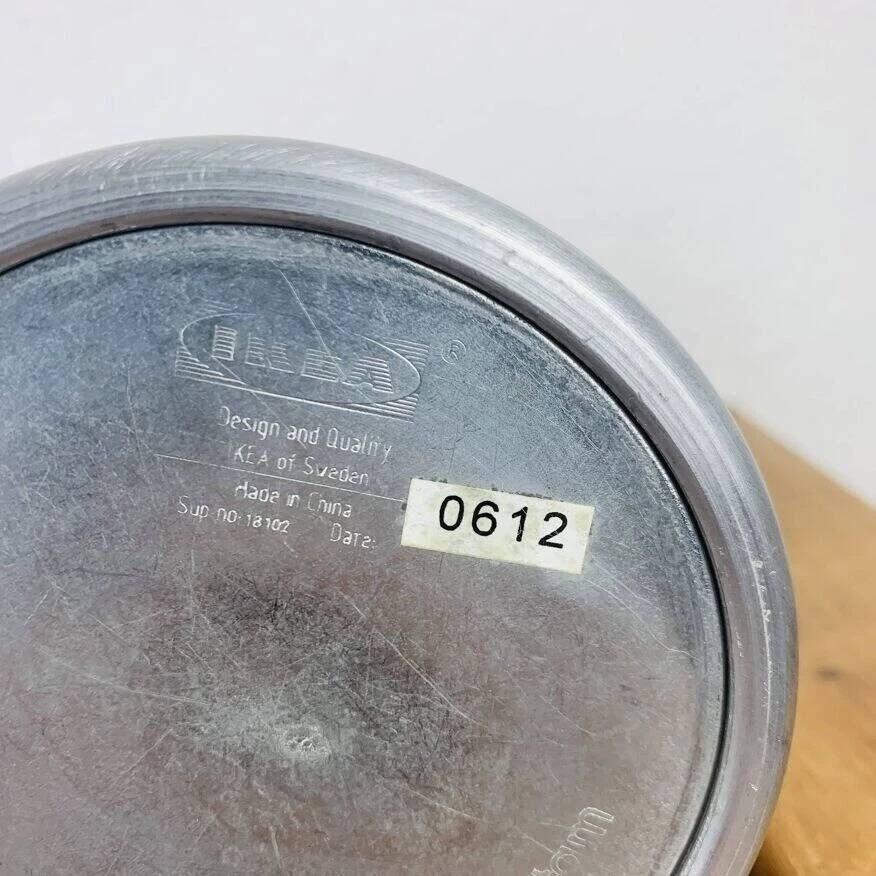 IKEA®
Design and Quality
IKEA of Sweden
Made in China
Sup no: 18102 Date: 0612